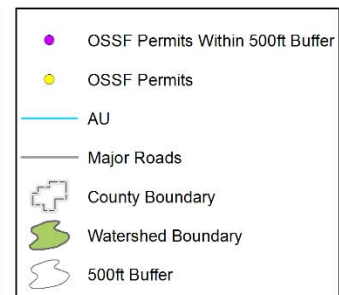 OSSF Permits Within 500ft Buffer
OSSF Permits
AU
Major Roads
County Boundary
Watershed Boundary
500ft Buffer